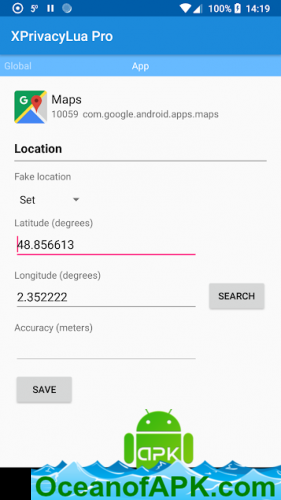 5° 100% 14:19
XPrivacyLua Pro
Global App
Maps
10059 com.google.android.apps.maps
Location
Fake location
Set
Latitude (degrees)
48.856613
Longitude (degrees)
2.352222 SEARCH
Accuracy (meters)
SAVE
APK
OceanofAPK.com